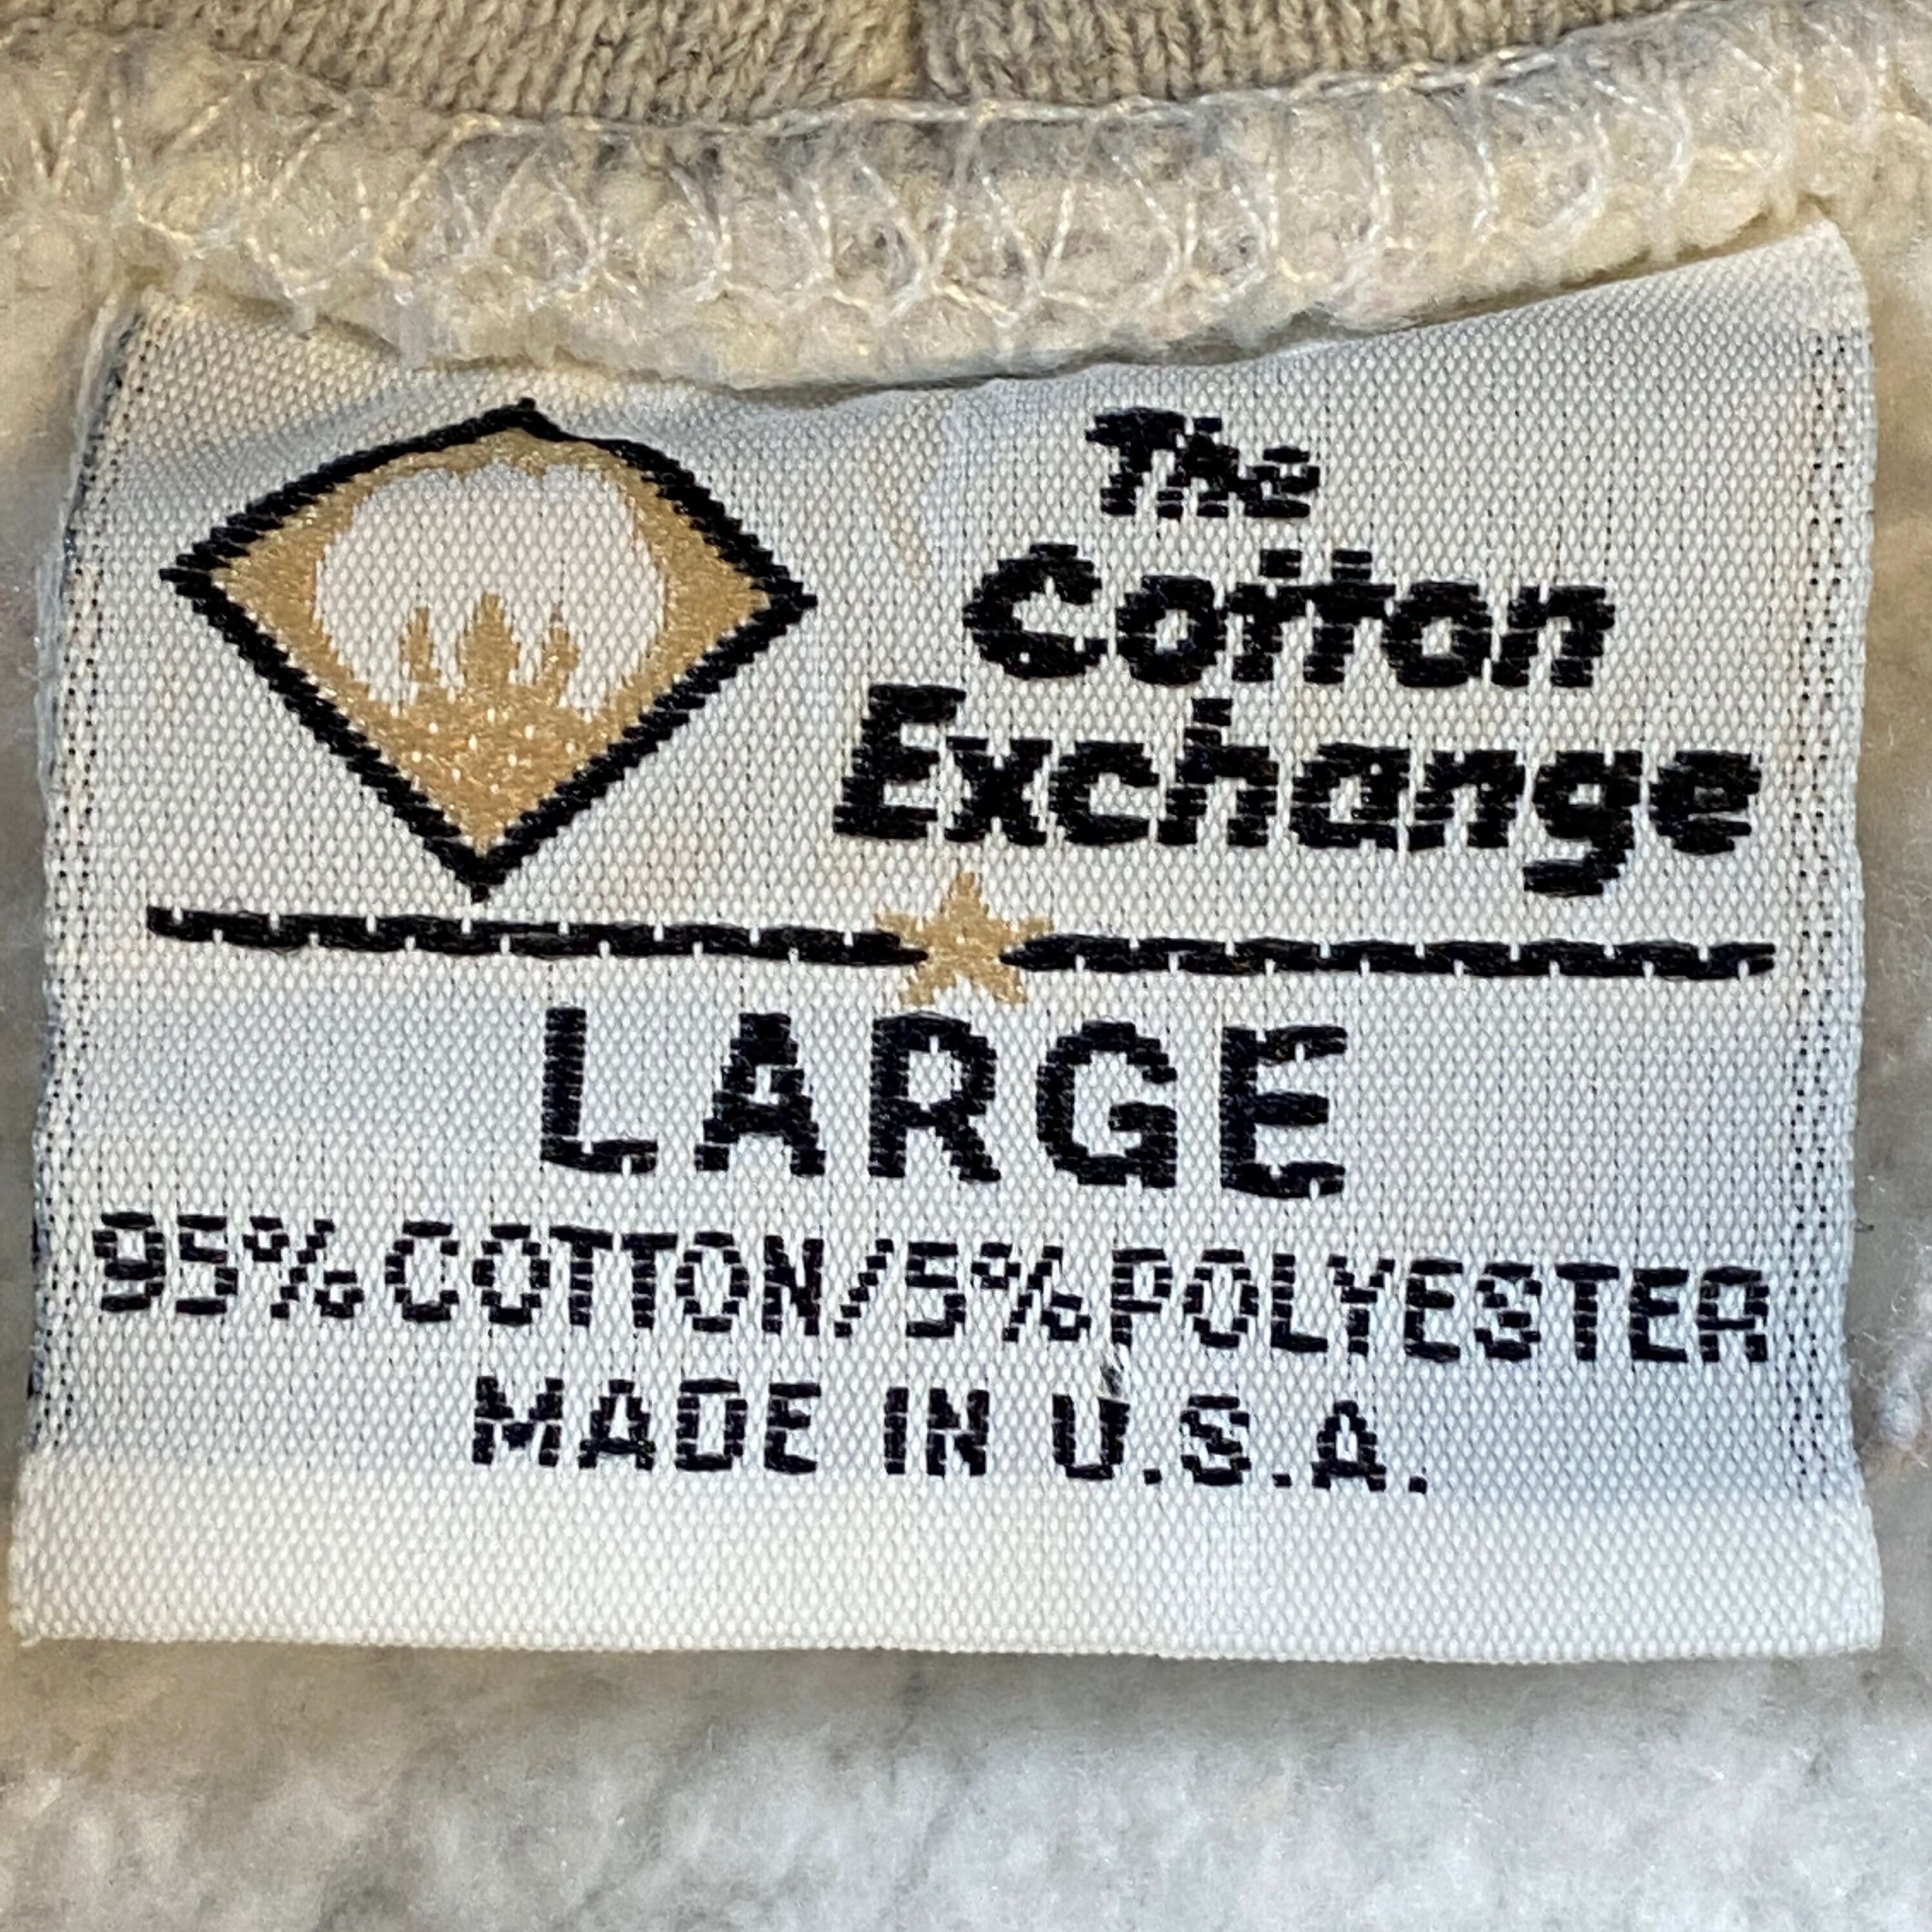 The
Cotton
Exchange
LARGE
95% COTTON/5% POLYESTER
MADE IN U.S.A.